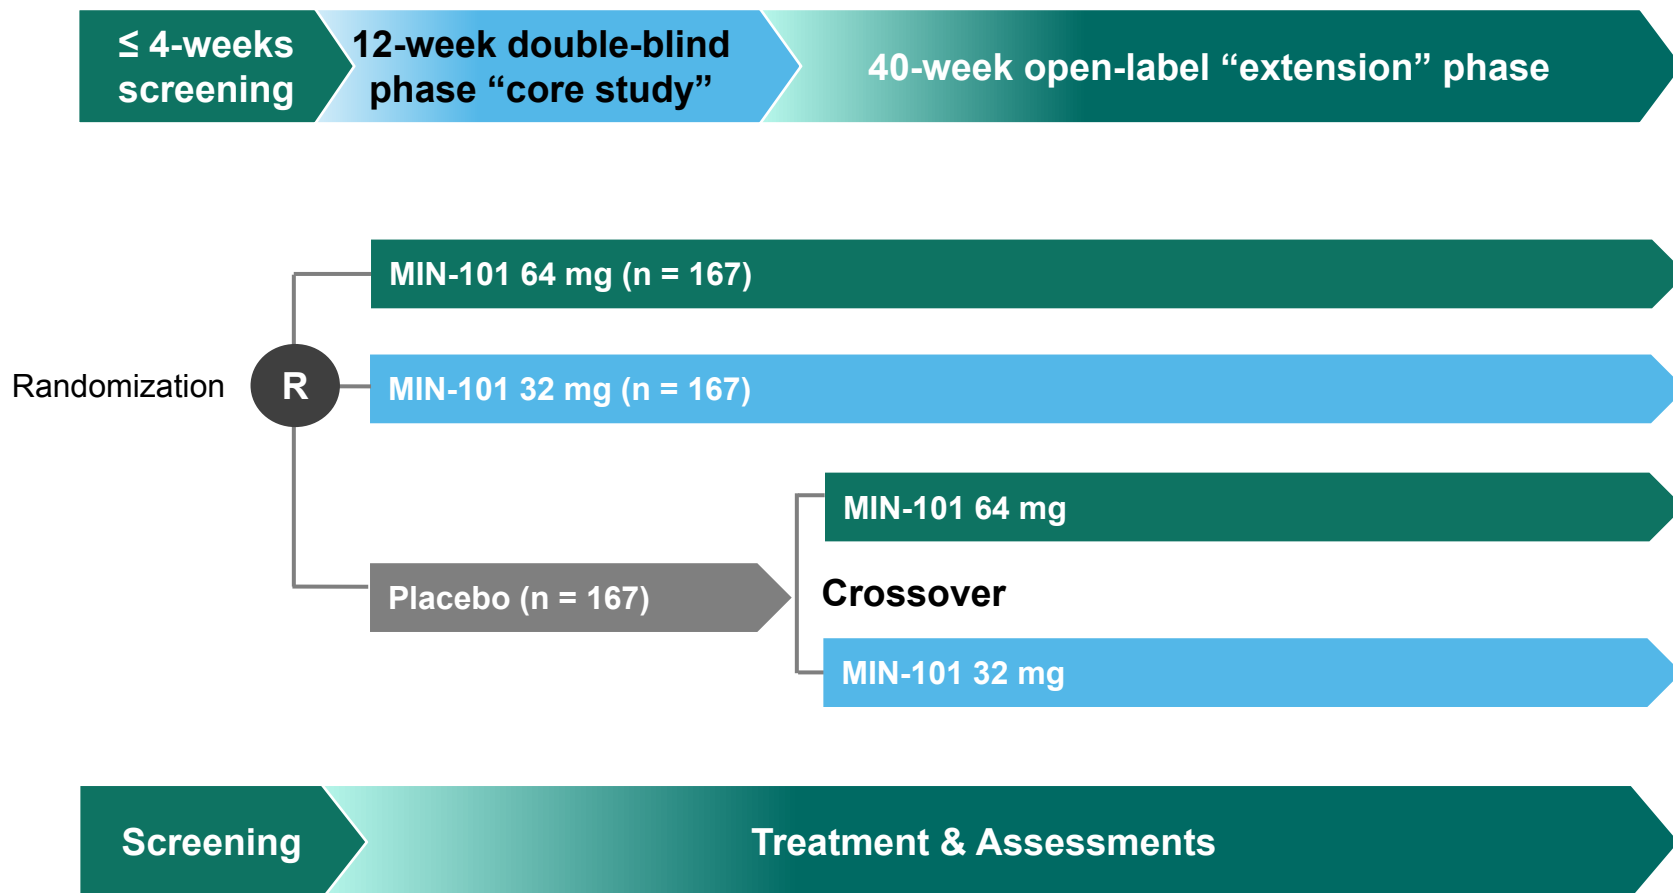 ≤ 4-weeks
screening
12-week double-blind
phase “core study”
40-week open-label “extension” phase
MIN-101 64 mg (n = 167)
Randomization
R
MIN-101 32 mg (n = 167)
MIN-101 64 mg
Placebo (n = 167)
Crossover
MIN-101 32 mg
Screening
Treatment & Assessments